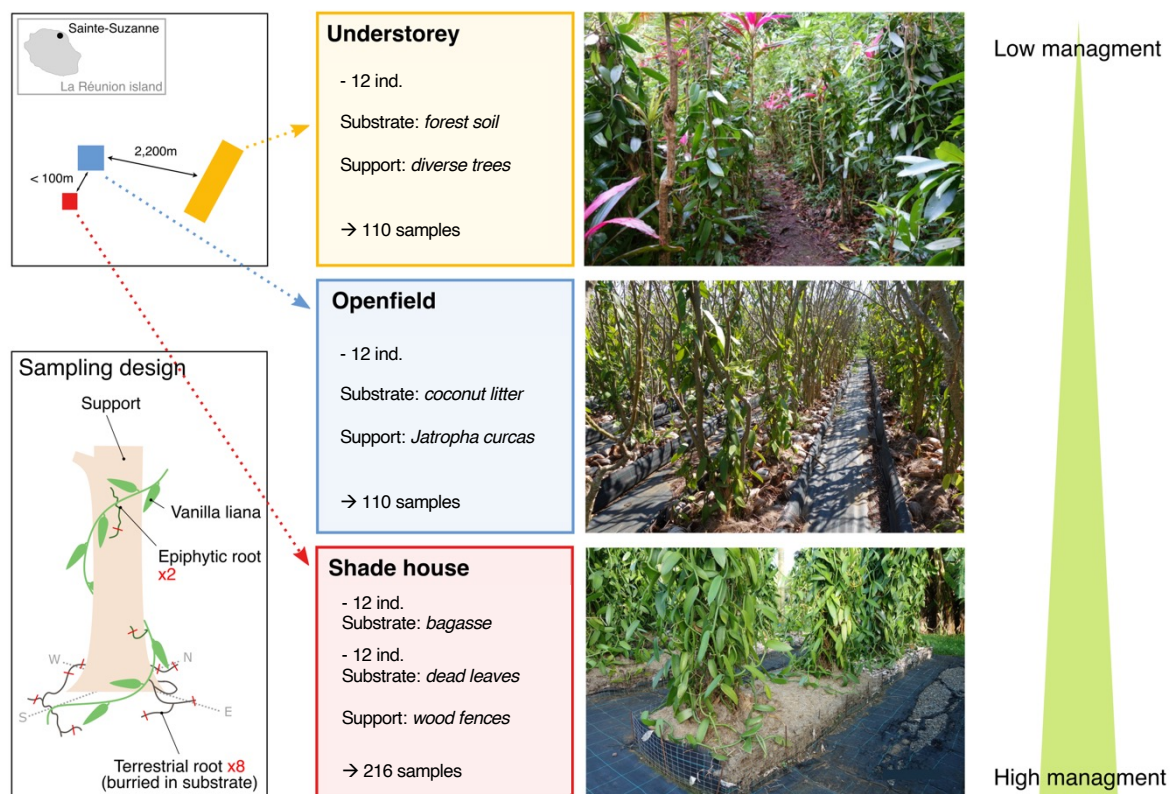 Sainte-Suzanne
La Réunion island
2,200m
< 100m
Sampling design
Support
Vanilla liana
Epiphytic root
x2
W
N
S
E
Terrestrial root x8
(burried in substrate)
Understorey
- 12 ind.
Substrate: forest soil
Support: diverse trees
→ 110 samples
Openfield
- 12 ind.
Substrate: coconut litter
Support: Jatropha curcas
→ 110 samples
Shade house
- 12 ind.
Substrate: bagasse
- 12 ind.
Substrate: dead leaves
Support: wood fences
→ 216 samples
Low managment
High managment